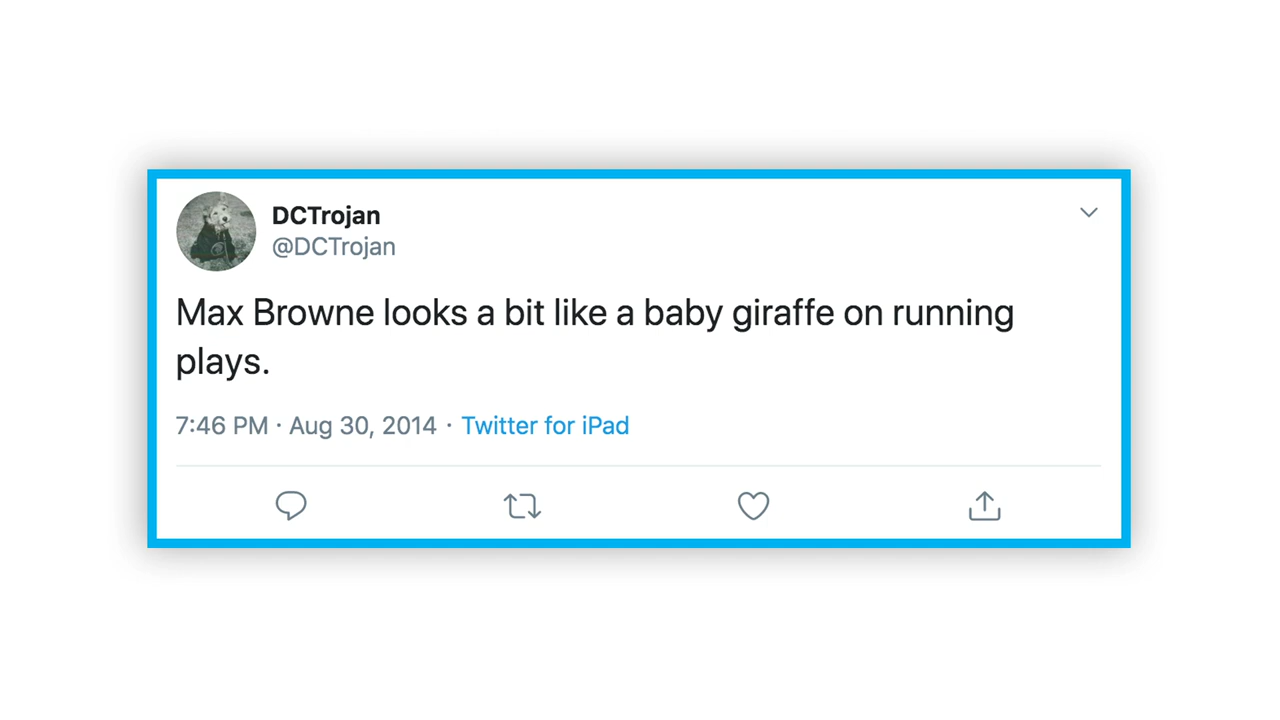 DCTrojan
@DCTrojan
Max Browne looks a bit like a baby giraffe on running
plays.
7:46 PM · Aug 30, 2014 · Twitter for iPad